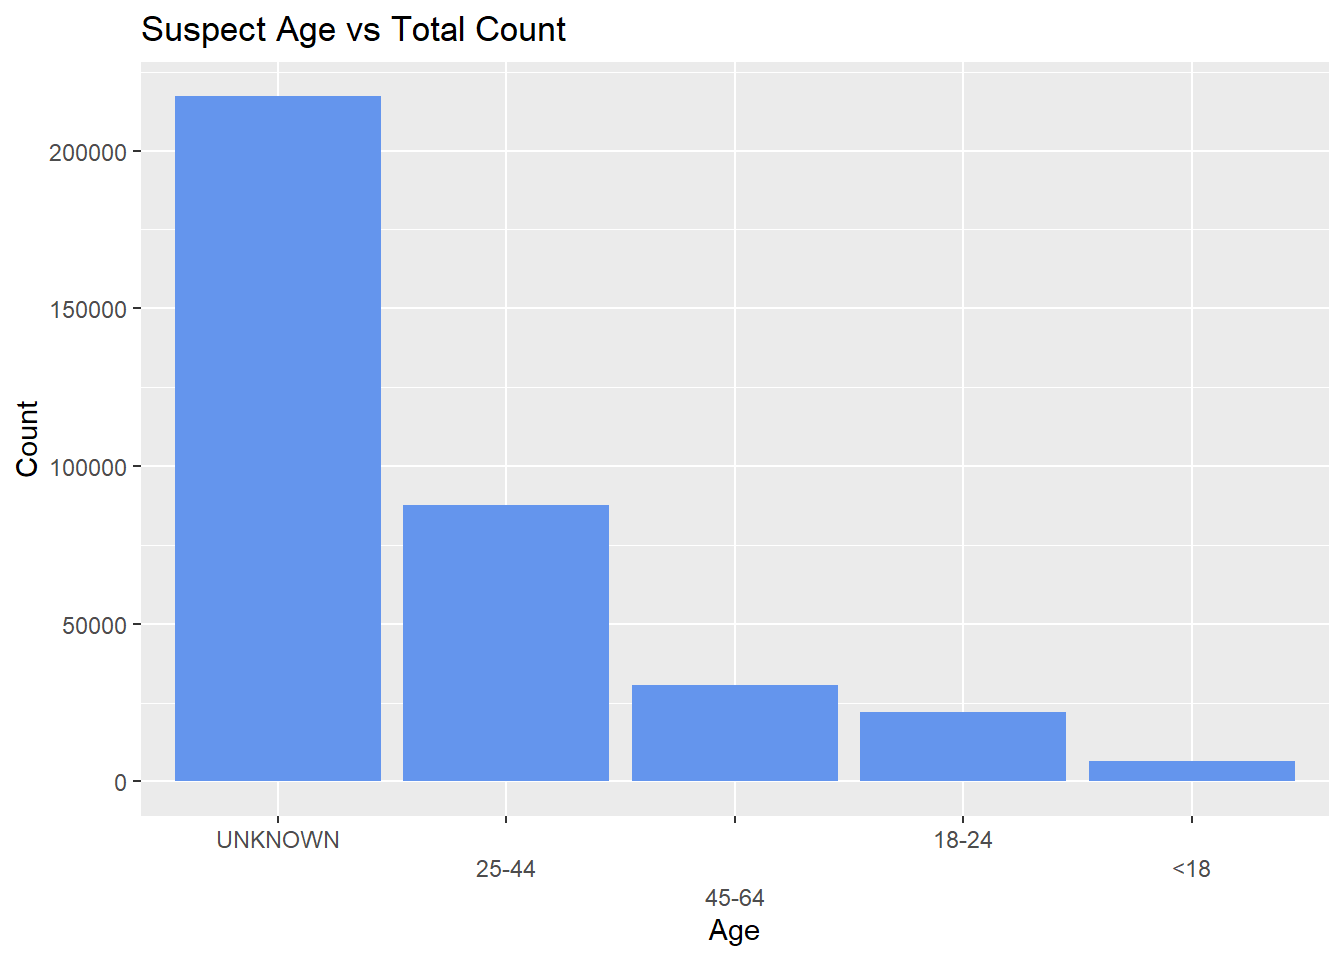 Suspect Age vs Total Count
Count
200000
150000
100000
50000
0
UNKNOWN
25-44
45-64
18-24
<18
Age